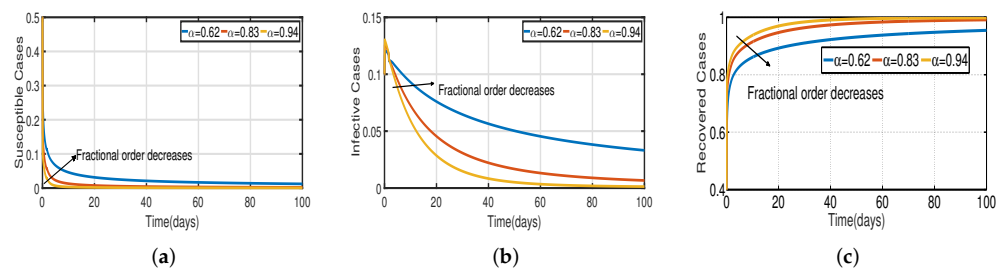 0.5
0.4
0.3
0.2
0.1
0
Susceptible Cases
α=0.62 α=0.83 α=0.94
Fractional order decreases
0 20 40 60 80 100
Time(days)
(a)
0.15
0.1
0.05
0
Infective Cases
α=0.62 α=0.83 α=0.94
Fractional order decreases
0 20 40 60 80 100
Time(days)
(b)
1
0.8
0.6
0.4
Recovered Cases
α=0.62 α=0.83 α=0.94
Fractional order decreases
0 20 40 60 80 100
Time(days)
(c)